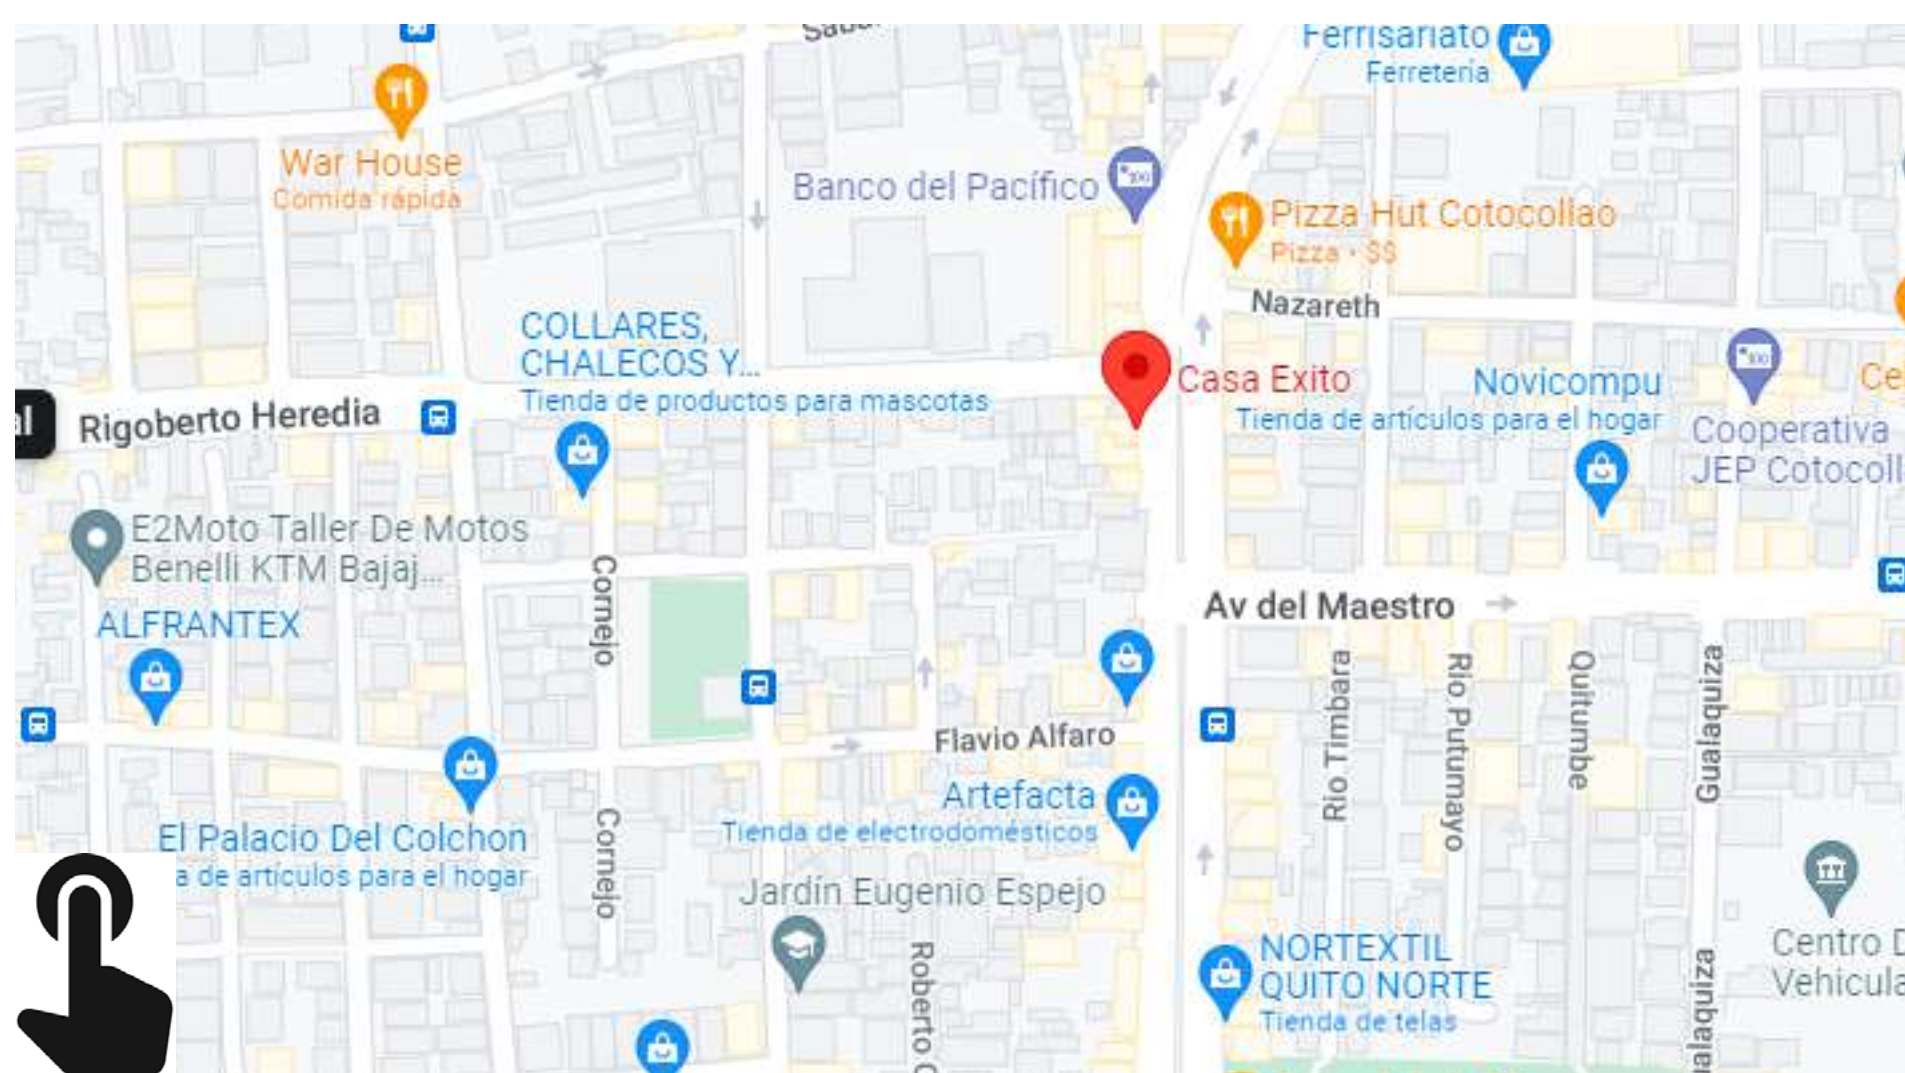 Ferrisariato
Ferretería
War House
Comida rápida
Banco del Pacífico
Pizza Hut Cotocollao
Pizza · $$
Nazareth
COLLARES,
CHALECOS Y...
Tienda de productos para mascotas
Casa Exito
Novicompu
Tienda de artículos para el hogar
Cooperativa
JEP Cotocoll
Ce
al
Rigoberto Heredia
E2Moto Taller De Motos
Benelli KTM Bajaj...
ALFRANTEX
Cornejo
Av del Maestro
Rio Timbara
Rio Putumayo
Quitumbe
Gualaquiza
Flavio Alfaro
Artefacta
Tienda de electrodomésticos
El Palacio Del Colchon
a de artículos para el hogar
Cornejo
Jardín Eugenio Espejo
Roberto
NORTEXTIL
QUITO NORTE
Tienda de telas
Centro D
Vehicula
ualaquiza